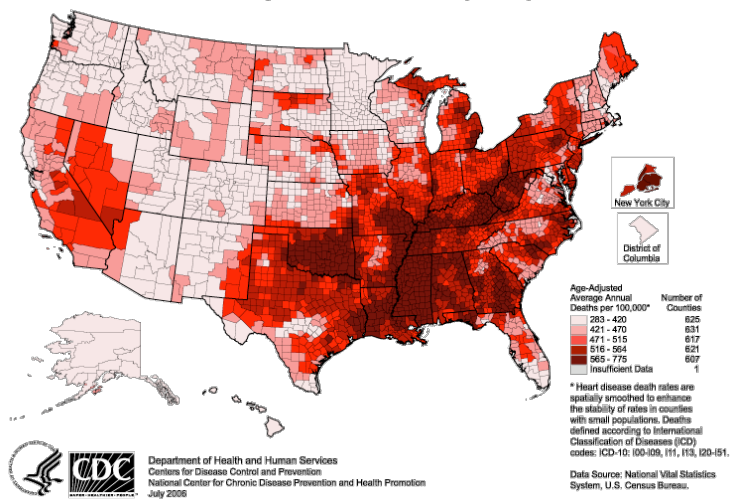 New York City
District of
Columbia
Age-Adjusted
Average Annual Number of
Deaths per 100,000* Counties
283 - 420 625
421 - 470 631
471 - 515 617
516 - 564 621
565 - 775 607
Insufficient Data 1
* Heart disease death rates are
spatially smoothed to enhance
the stability of rates in counties
with small populations. Deaths
defined according to International
Classification of Diseases (ICD)
codes: ICD-10: I00-I09, I11, I13, I20-I51.
Data Source: National Vital Statistics
System, U.S. Census Bureau.
CDC
SAFER•HEALTHIER•PEOPLE™
Department of Health and Human Services
Centers for Disease Control and Prevention
National Center for Chronic Disease Prevention and Health Promotion
July 2006